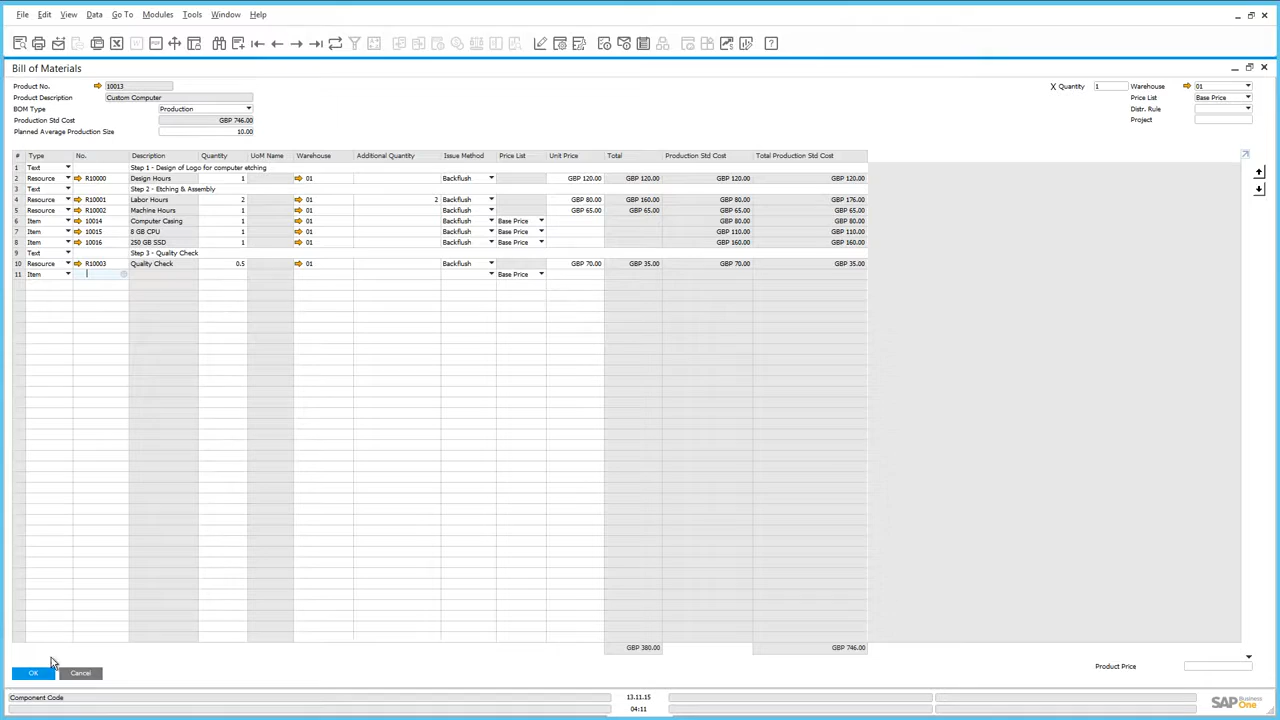 File Edit View Data Go To Modules Tools Window Help
Bill of Materials
Product No. 10013 X Quantity 1 Warehouse 01
Product Description Custom Computer Price List Base Price
BOM Type Production Distr. Rule
Production Std Cost GBP 746.00 Project
Planned Average Production Size 10.00
# Type No. Description Quantity UoM Name Warehouse Additional Quantity Issue Method Price List Unit Price Total Production Std Cost Total Production Std Cost
1 Text Step 1 - Design of Logo for computer etching
2 Resource R10000 Design Hours 1 01 Backflush GBP 120.00 GBP 120.00 GBP 120.00 GBP 120.00
3 Text Step 2 - Etching & Assembly
4 Resource R10001 Labor Hours 2 01 2 Backflush GBP 80.00 GBP 160.00 GBP 80.00 GBP 176.00
5 Resource R10002 Machine Hours 1 01 Backflush GBP 65.00 GBP 65.00 GBP 65.00 GBP 65.00
6 Item 10014 Computer Casing 1 01 Backflush Base Price GBP 80.00 GBP 80.00
7 Item 10015 8 GB CPU 1 01 Backflush Base Price GBP 110.00 GBP 110.00
8 Item 10016 250 GB SSD 1 01 Backflush Base Price GBP 160.00 GBP 160.00
9 Text Step 3 - Quality Check
10 Resource R10003 Quality Check 0.5 01 Backflush GBP 70.00 GBP 35.00 GBP 70.00 GBP 35.00
11 Item Base Price
GBP 380.00 GBP 746.00
Product Price
OK Cancel
Component Code 13.11.15
04:11
SAP Business One